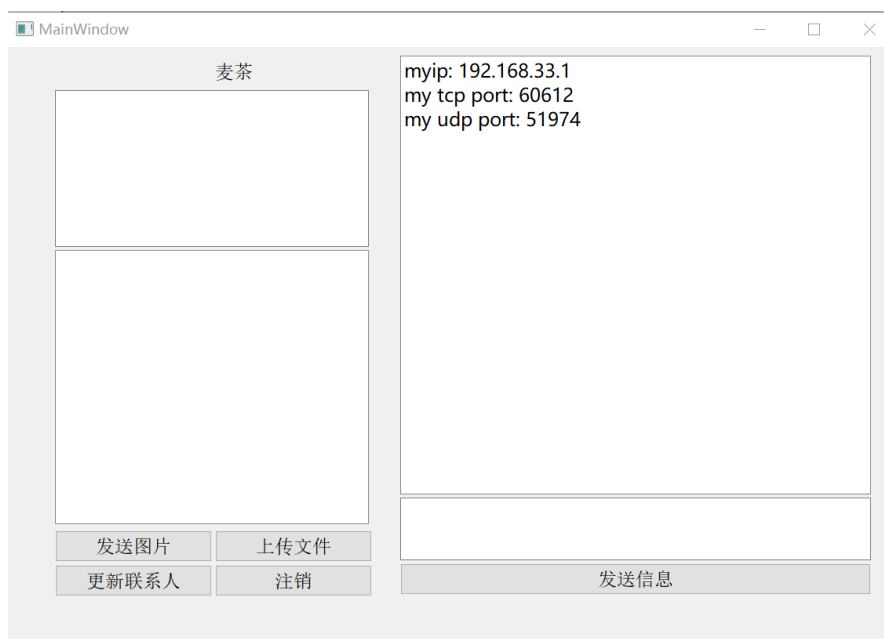 MainWindow
麦茶
myip: 192.168.33.1
my tcp port: 60612
my udp port: 51974
发送图片
上传文件
更新联系人
注销
发送信息